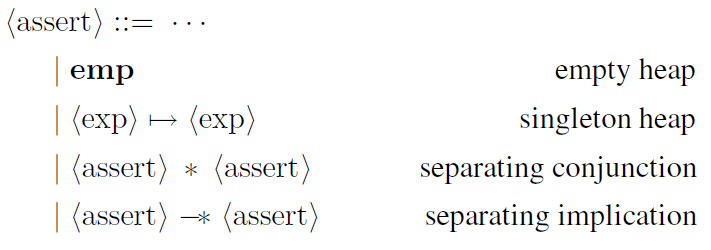 ⟨assert⟩ ::= ···
| emp empty heap
| ⟨exp⟩ ↦ ⟨exp⟩ singleton heap
| ⟨assert⟩ ∗ ⟨assert⟩ separating conjunction
| ⟨assert⟩ −∗ ⟨assert⟩ separating implication